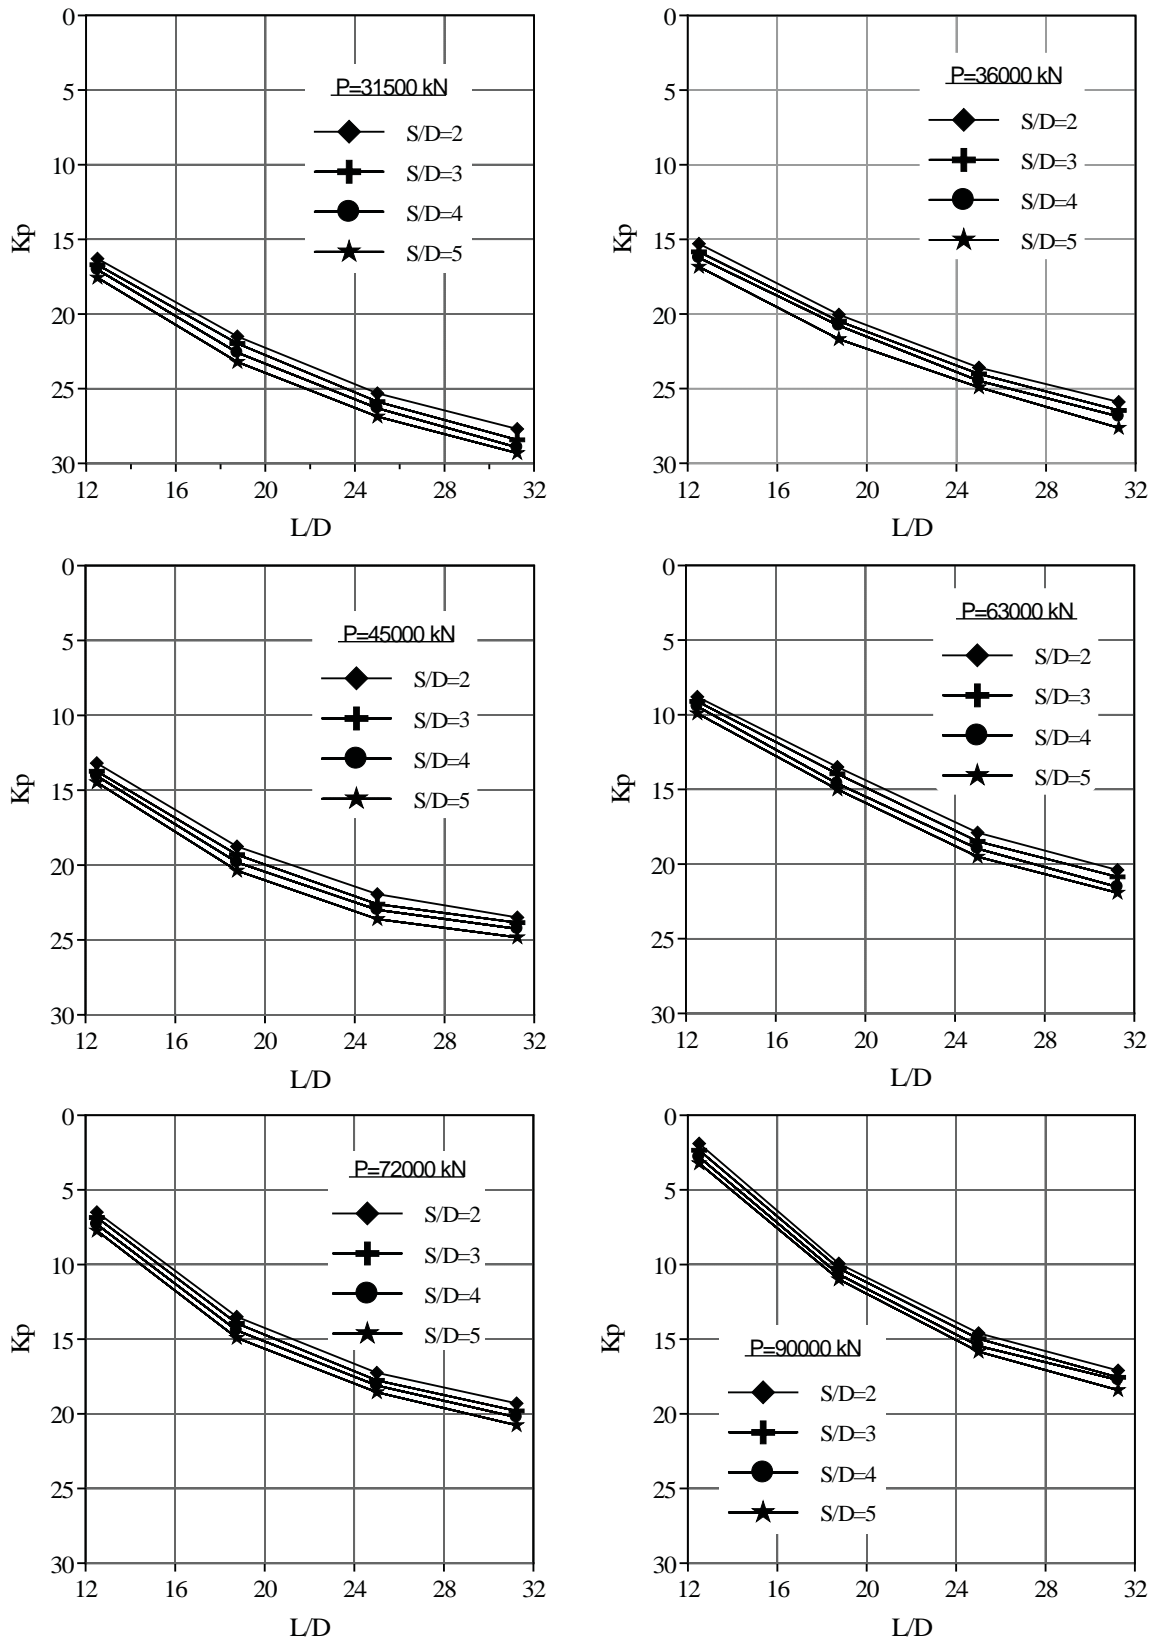 0
5
10
15
20
25
30
Kp
12 16 20 24 28 32
L/D
P=31500 kN
S/D=2
S/D=3
S/D=4
S/D=5
0
5
10
15
20
25
30
Kp
12 16 20 24 28 32
L/D
P=36000 kN
S/D=2
S/D=3
S/D=4
S/D=5
0
5
10
15
20
25
30
Kp
12 16 20 24 28 32
L/D
P=45000 kN
S/D=2
S/D=3
S/D=4
S/D=5
0
5
10
15
20
25
30
Kp
12 16 20 24 28 32
L/D
P=63000 kN
S/D=2
S/D=3
S/D=4
S/D=5
0
5
10
15
20
25
30
Kp
12 16 20 24 28 32
L/D
P=72000 kN
S/D=2
S/D=3
S/D=4
S/D=5
0
5
10
15
20
25
30
Kp
12 16 20 24 28 32
L/D
P=90000 kN
S/D=2
S/D=3
S/D=4
S/D=5